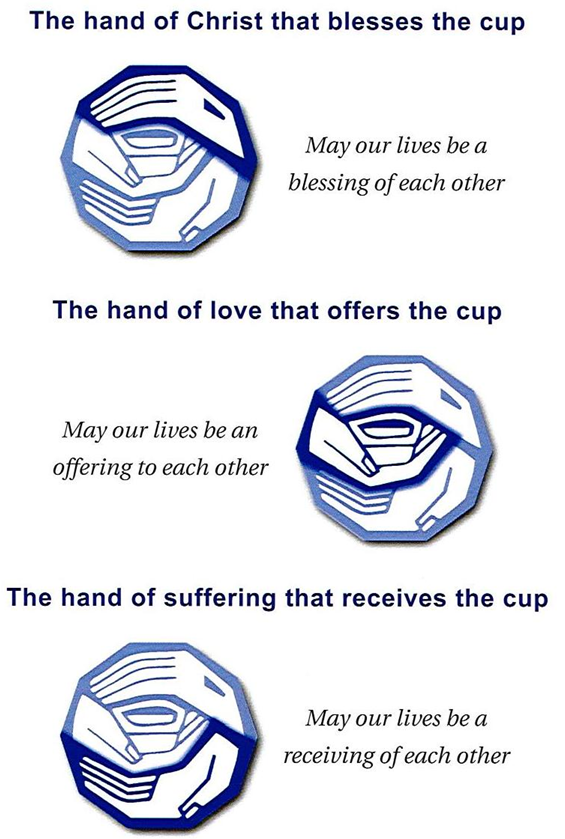 The hand of Christ that blesses the cup
May our lives be a
blessing of each other
The hand of love that offers the cup
May our lives be an
offering to each other
The hand of suffering that receives the cup
May our lives be a
receiving of each other